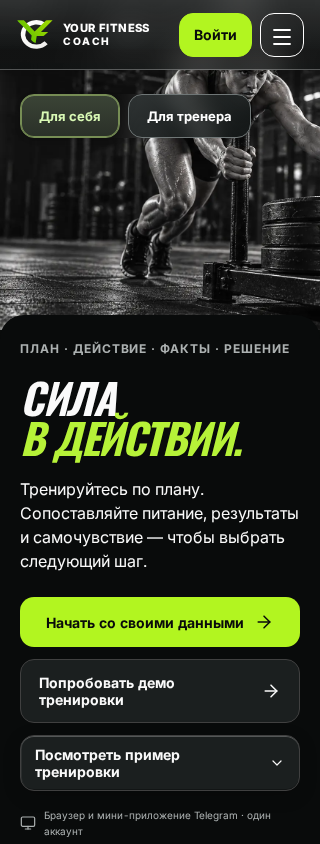 YOUR FITNESS
COACH
Войти
Для себя
Для тренера
ПЛАН · ДЕЙСТВИЕ · ФАКТЫ · РЕШЕНИЕ
СИЛА
В ДЕЙСТВИИ.
Тренируйтесь по плану.
Сопоставляйте питание, результаты
и самочувствие — чтобы выбрать
следующий шаг.
Начать со своими данными
Попробовать демо
тренировки
Посмотреть пример
тренировки
Браузер и мини-приложение Telegram · один
аккаунт